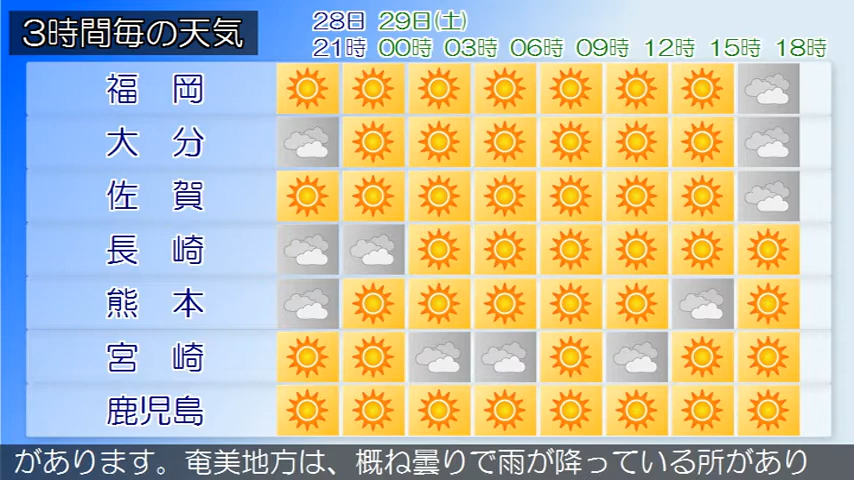 3時間毎の天気
28日 29日(土)
21時 00時 03時 06時 09時 12時 15時 18時
福岡
大分
佐賀
長崎
熊本
宮崎
鹿児島
があります。奄美地方は、概ね曇りで雨が降っている所があり